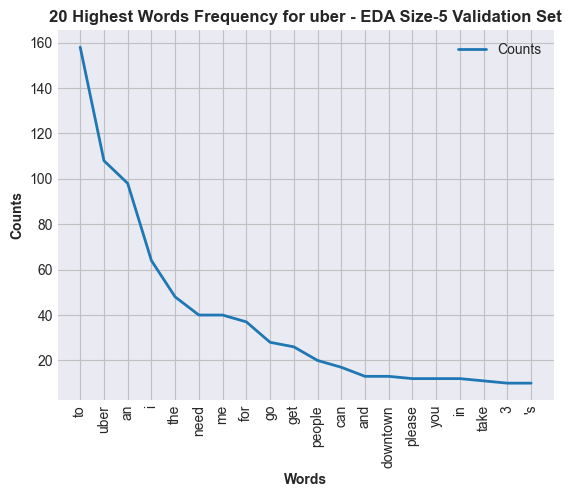 20 Highest Words Frequency for uber - EDA Size-5 Validation Set
Counts
160
140
120
100
80
60
40
20
Counts
to
uber
an
i
the
need
me
for
go
get
people
can
and
downtown
please
you
in
take
3
's
Words